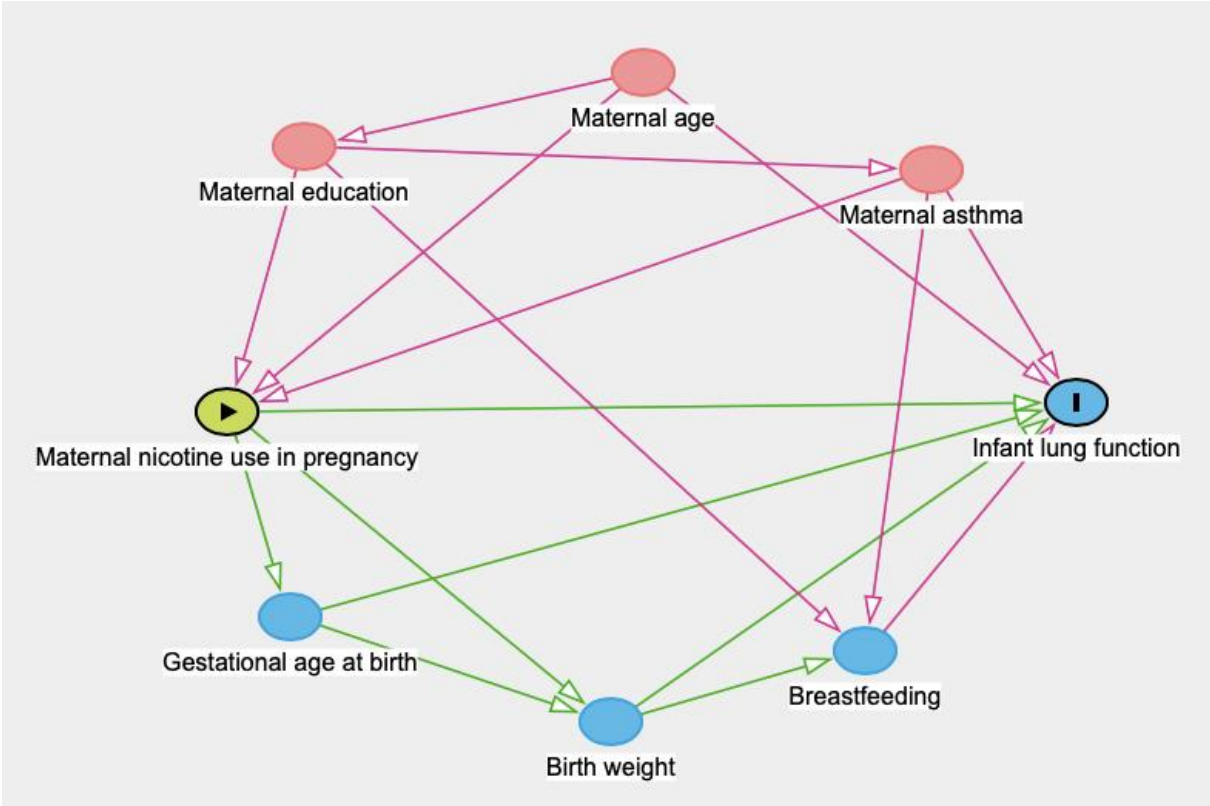 Maternal age
Maternal education
Maternal asthma
Maternal nicotine use in pregnancy
Infant lung function
Gestational age at birth
Breastfeeding
Birth weight